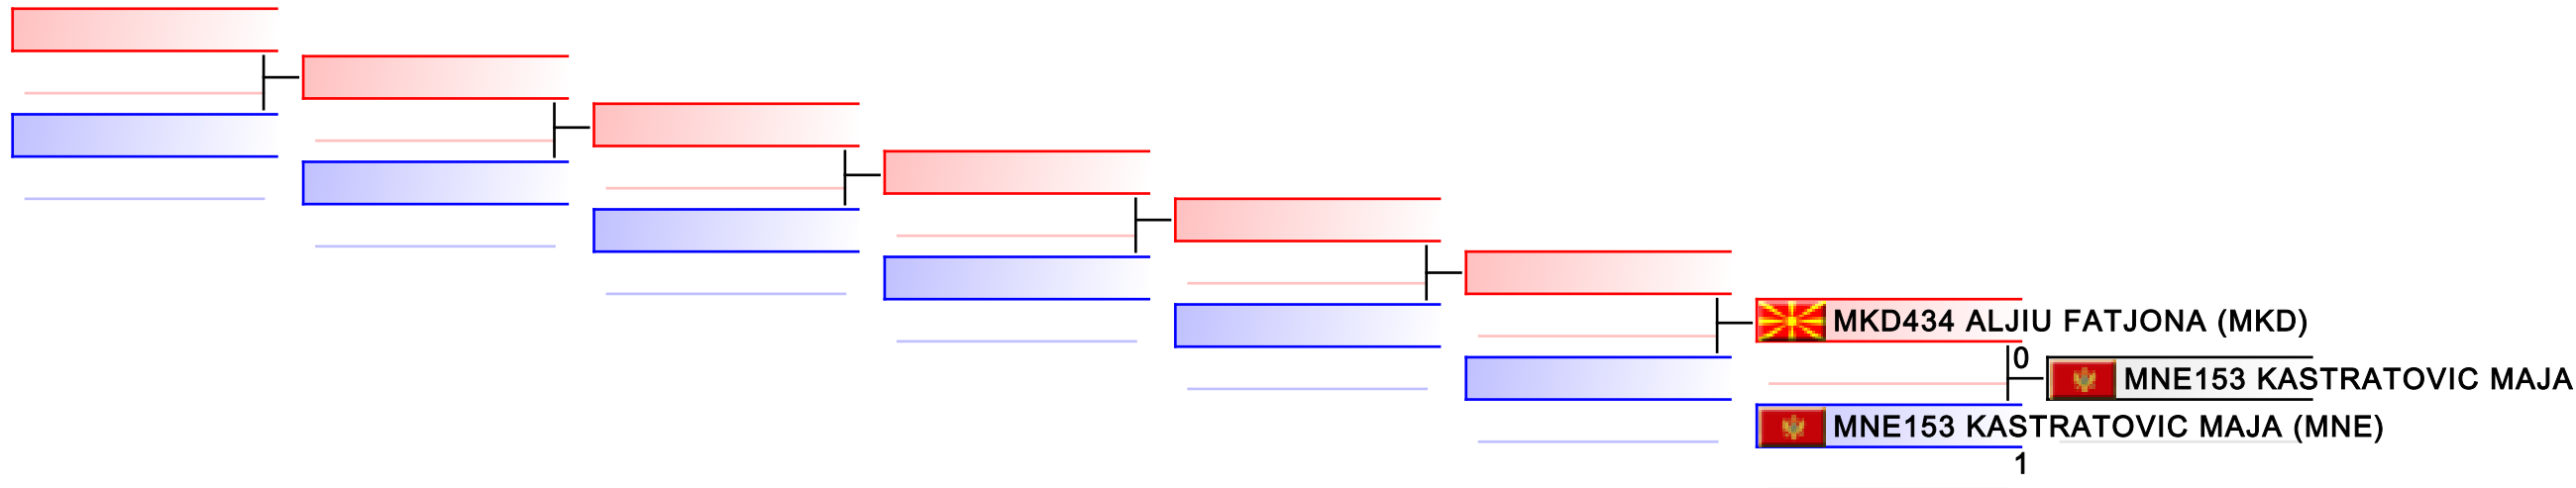 MKD434 ALJIU FATJONA (MKD)
0
MNE153 KASTRATOVIC MAJA
MNE153 KASTRATOVIC MAJA (MNE)
1